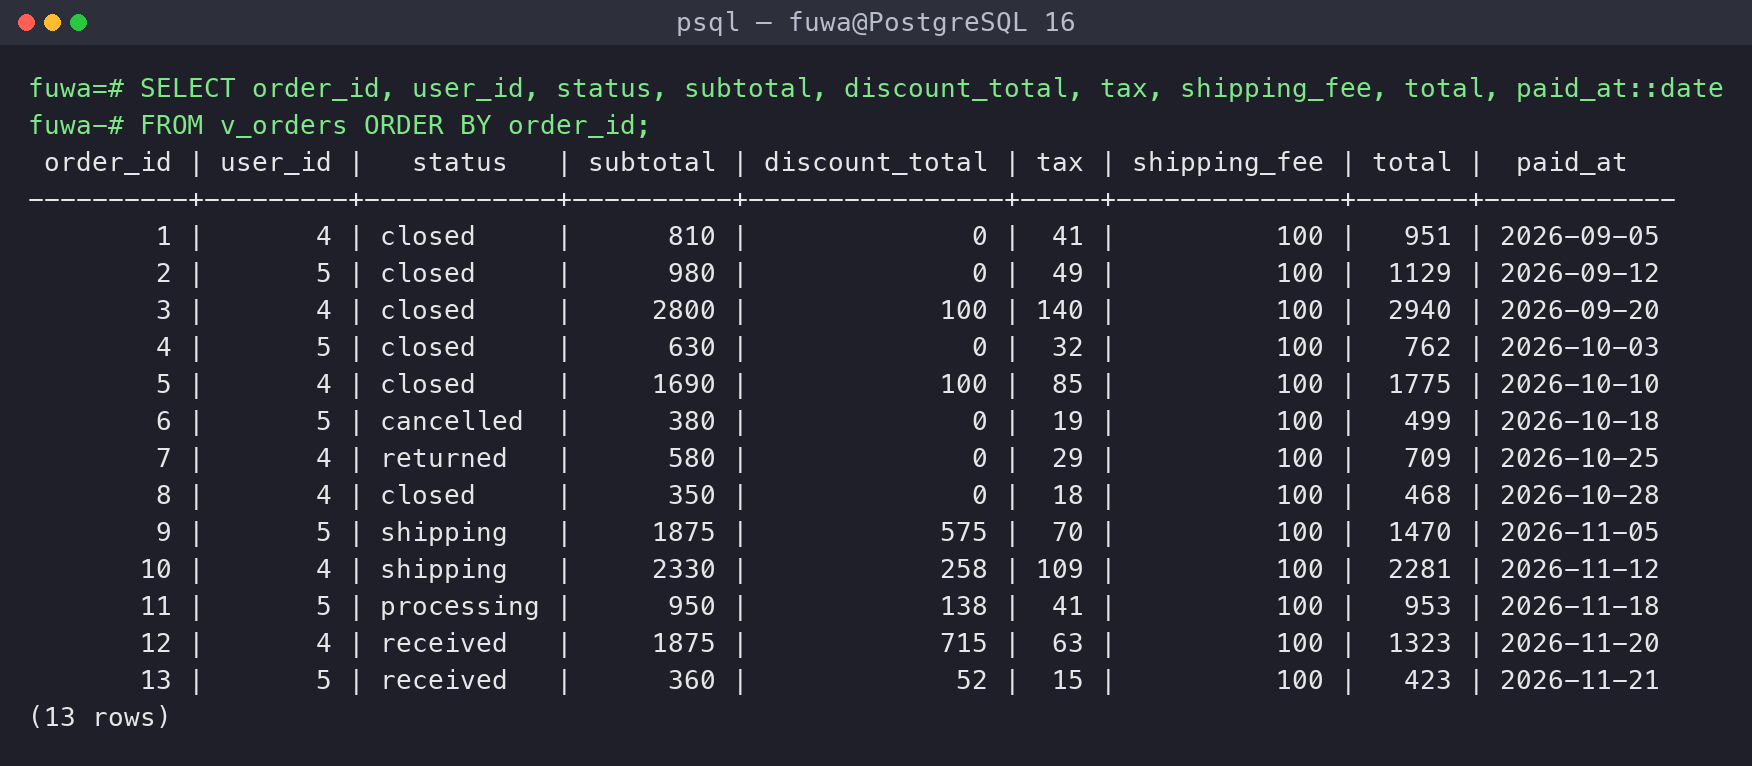 psql — fuwa@PostgreSQL 16
fuwa=# SELECT order_id, user_id, status, subtotal, discount_total, tax, shipping_fee, total, paid_at::date
fuwa-# FROM v_orders ORDER BY order_id;
 order_id | user_id |   status   | subtotal | discount_total | tax | shipping_fee | total |  paid_at
----------+---------+------------+----------+----------------+-----+--------------+-------+------------
        1 |       4 | closed     |      810 |              0 |  41 |          100 |   951 | 2026-09-05
        2 |       5 | closed     |      980 |              0 |  49 |          100 |  1129 | 2026-09-12
        3 |       4 | closed     |     2800 |            100 | 140 |          100 |  2940 | 2026-09-20
        4 |       5 | closed     |      630 |              0 |  32 |          100 |   762 | 2026-10-03
        5 |       4 | closed     |     1690 |            100 |  85 |          100 |  1775 | 2026-10-10
        6 |       5 | cancelled  |      380 |              0 |  19 |          100 |   499 | 2026-10-18
        7 |       4 | returned   |      580 |              0 |  29 |          100 |   709 | 2026-10-25
        8 |       4 | closed     |      350 |              0 |  18 |          100 |   468 | 2026-10-28
        9 |       5 | shipping   |     1875 |            575 |  70 |          100 |  1470 | 2026-11-05
       10 |       4 | shipping   |     2330 |            258 | 109 |          100 |  2281 | 2026-11-12
       11 |       5 | processing |      950 |            138 |  41 |          100 |   953 | 2026-11-18
       12 |       4 | received   |     1875 |            715 |  63 |          100 |  1323 | 2026-11-20
       13 |       5 | received   |      360 |             52 |  15 |          100 |   423 | 2026-11-21
(13 rows)